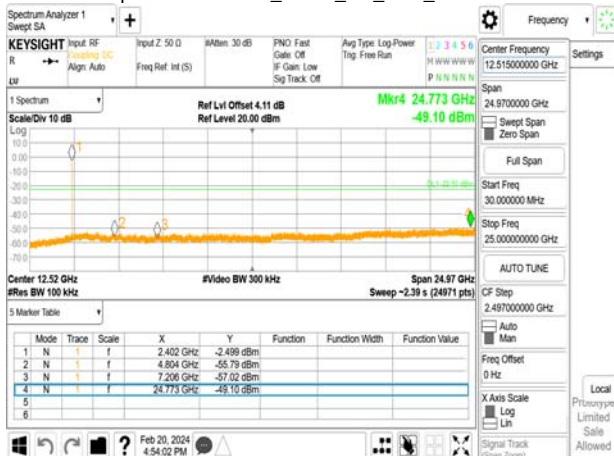 Spectrum Analyzer 1
Swept SA
+
Frequency
KEYSIGHT Input: RF
Coupling: DC
Align: Auto
R
Input Z: 50 Ω
Freq Ref: Int (S)
#Atten: 30 dB
PNO: Fast
Gate: Off
IF Gain: Low
Sig Track: Off
Avg Type: Log-Power
Trig: Free Run
1 2 3 4 5 6
M W W W W W
P N N N N N
1 Spectrum
Scale/Div 10 dB
Ref Lvl Offset 4.11 dB
Ref Level 20.00 dBm
Mkr4 24.773 GHz
-49.10 dBm
Log
10.0
0.00
-10.0
-20.0
-30.0
-40.0
-50.0
-60.0
-70.0
1
2
3
Center 12.52 GHz
#Res BW 100 kHz
#Video BW 300 kHz
Span 24.97 GHz
Sweep ~2.39 s (24971 pts)
5 Marker Table
Mode Trace Scale X Y Function Function Width Function Value
1 N 1 f 2.402 GHz -2.499 dBm
2 N 1 f 4.804 GHz -55.79 dBm
3 N 1 f 7.206 GHz -57.02 dBm
4 N 1 f 24.773 GHz -49.10 dBm
5
6
Feb 20, 2024
4:54:02 PM
Center Frequency
12.515000000 GHz
Span
24.9700000 GHz
Swept Span
Zero Span
Full Span
Start Freq
30.000000 MHz
Stop Freq
25.000000000 GHz
AUTO TUNE
CF Step
2.497000000 GHz
Auto
Man
Freq Offset
0 Hz
X Axis Scale
Log
Lin
Signal Track
(Span Zoom)
Settings
Local
Prototype
Limited
Sale
Allowed